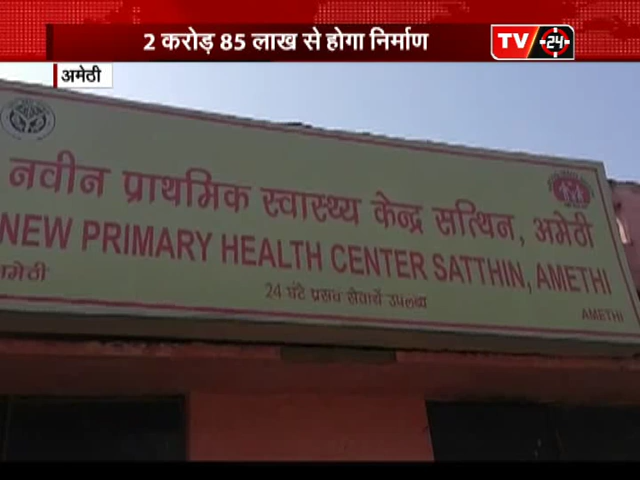 2 करोड़ 85 लाख से होगा निर्माण
TV 24
अमेठी
नवीन प्राथमिक स्वास्थ्य केन्द्र सत्थिन, अमेठी
NEW PRIMARY HEALTH CENTER SATTHIN, AMETHI
अमेठी
24 घंटे प्रसव सेवायें उपलब्ध
AMETHI